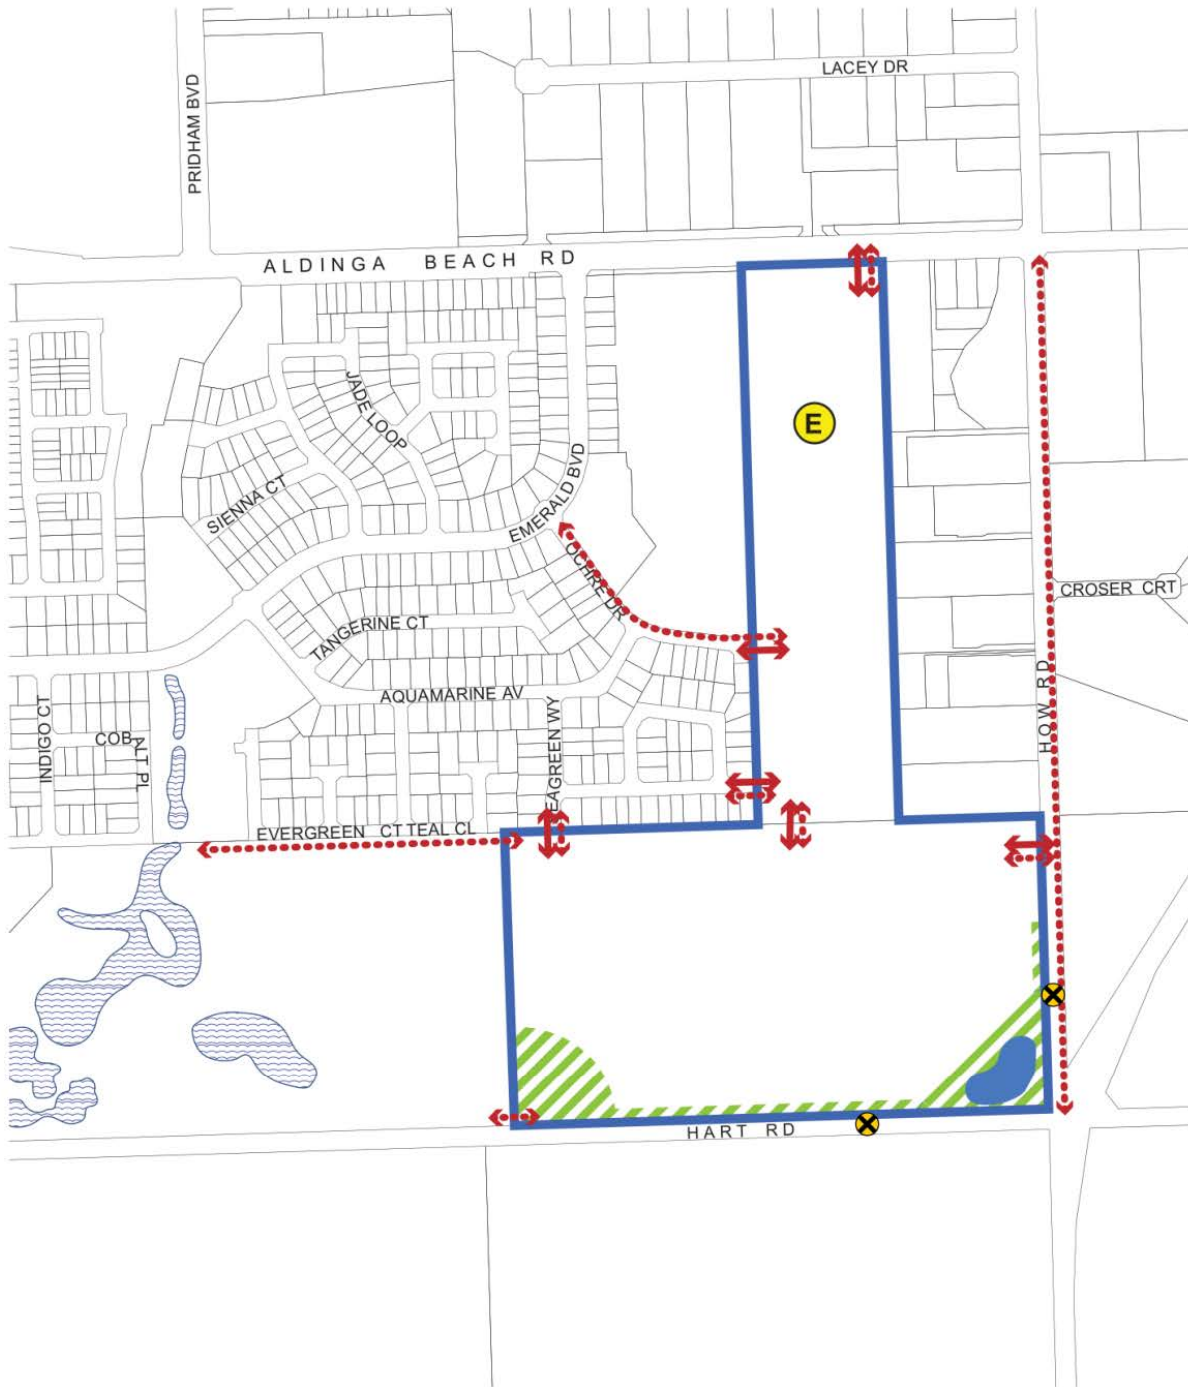 LACEY DR
PRIDHAM BVD
ALDINGA BEACH RD
JADE LOOP
E
SIENNA CT
EMERALD BVD
OCHRE DR
CROSER CRT
TANGERINE CT
HOW RD
AQUAMARINE AV
INDIGO CT
COBALT PL
EAGREEN WY
EVERGREEN CT TEAL CL
HART RD